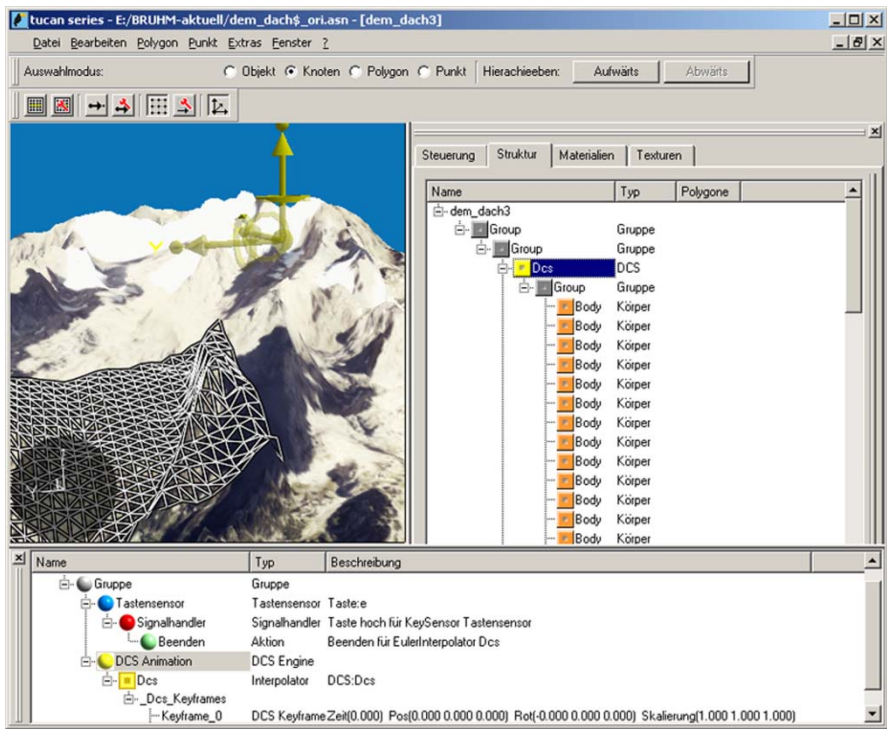 tucan series - E:/BRUHM-aktuell/dem_dach$_ori.asn - [dem_dach3]
Datei Bearbeiten Polygon Punkt Extras Fenster ?
Auswahlmodus: Objekt Knoten Polygon Punkt Hierachieeben: Aufwärts Abwärts
Steuerung Struktur Materialien Texturen
Name Typ Polygone
dem_dach3
Group Gruppe
Group Gruppe
Dcs DCS
Group Gruppe
Body Körper
Body Körper
Body Körper
Body Körper
Body Körper
Body Körper
Body Körper
Body Körper
Body Körper
Body Körper
Body Körper
Body Körper
Body Körper
Name Typ Beschreibung
Gruppe Gruppe
Tastensensor Tastensensor Taste:e
Signalhandler Signalhandler Taste hoch für KeySensor Tastensensor
Beenden Aktion Beenden für EulerInterpolator Dcs
DCS Animation DCS Engine
Dcs Interpolator DCS:Dcs
_Dcs_Keyframes
Keyframe_0 DCS Keyframe Zeit(0.000) Pos(0.000 0.000 0.000) Rot(-0.000 0.000 0.000) Skalierung(1.000 1.000 1.000)